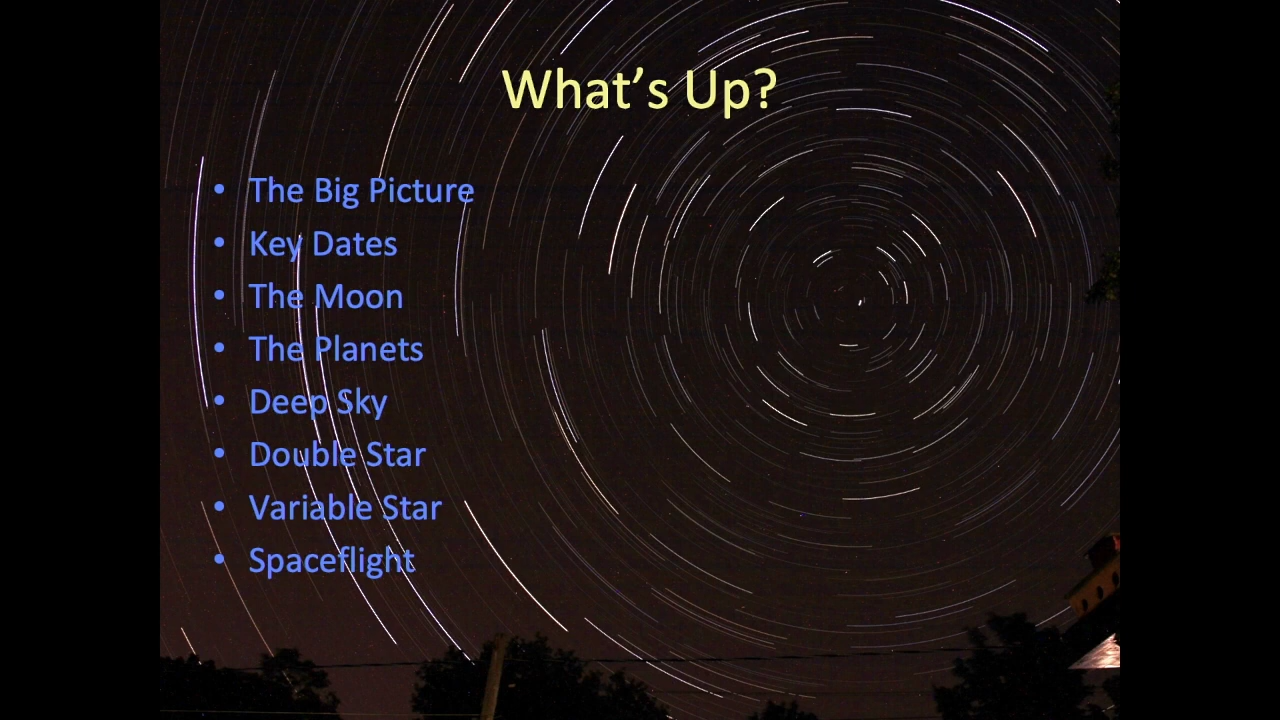 What’s Up?
• The Big Picture
• Key Dates
• The Moon
• The Planets
• Deep Sky
• Double Star
• Variable Star
• Spaceflight